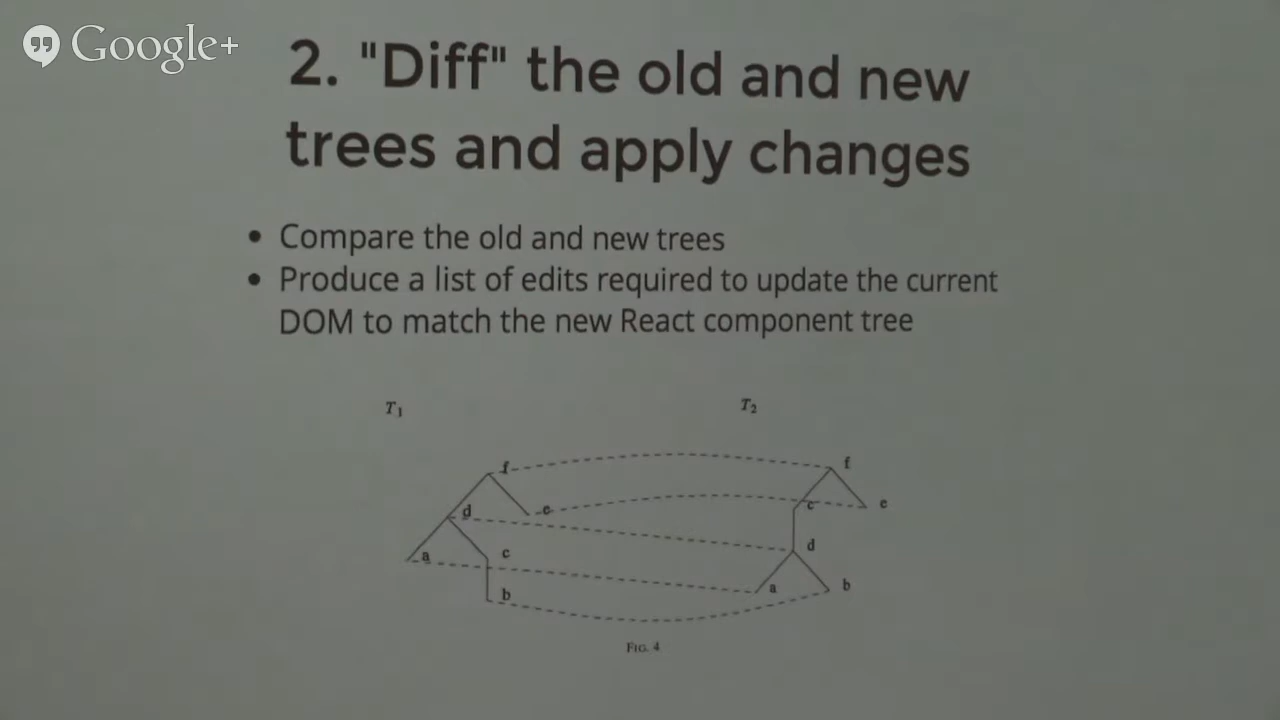 Google+
2. "Diff" the old and new
trees and apply changes
Compare the old and new trees
Produce a list of edits required to update the current
DOM to match the new React component tree
T1 T2
f f
d e c e
a c d
b a b
FIG. 4